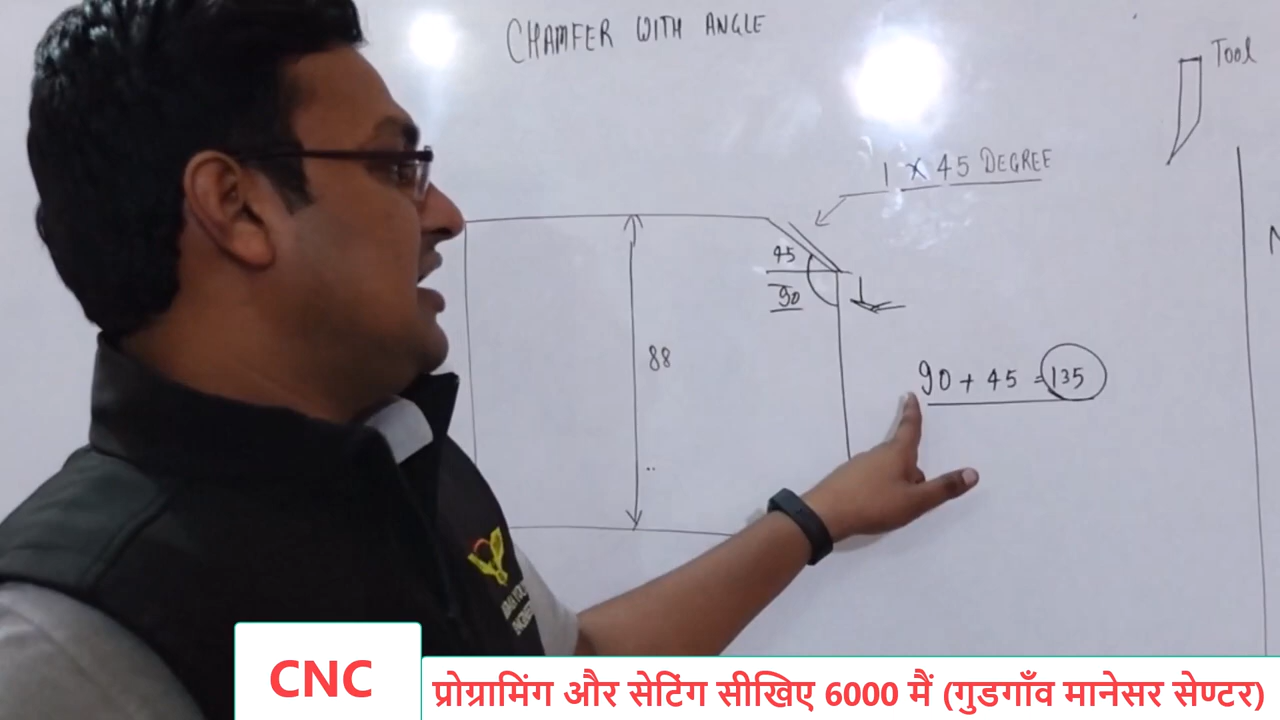 CHAMFER WITH ANGLE
Tool
1 X 45 DEGREE
45
90
88
90 + 45 = 135
CNC
प्रोग्रामिंग और सेटिंग सीखिए 6000 मैं (गुडगाँव मानेसर सेण्टर)